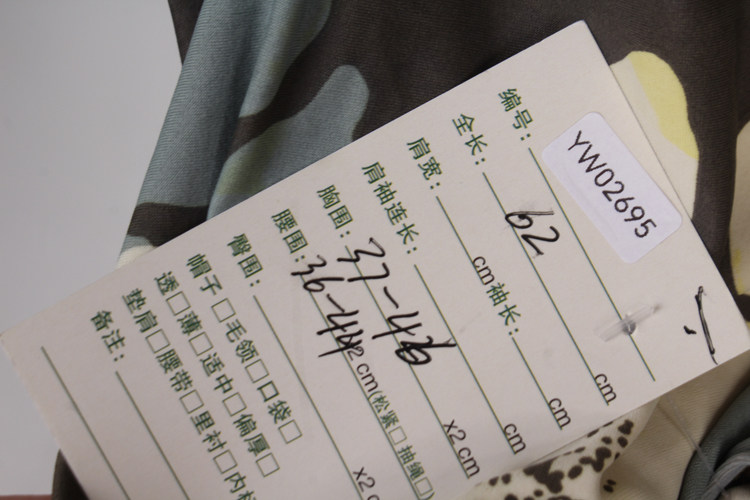 编号: YW02695
全长: 62 cm
肩宽: cm 袖长: cm
肩袖连长: cm
胸围: 37-46 x2 cm
腰围: 36-44 x2 cm(松紧□ 抽绳□)
臀围: x2 c
帽子□毛领□口袋□
透□薄□适中□偏厚□
垫肩□腰带□里衬□内
备注: